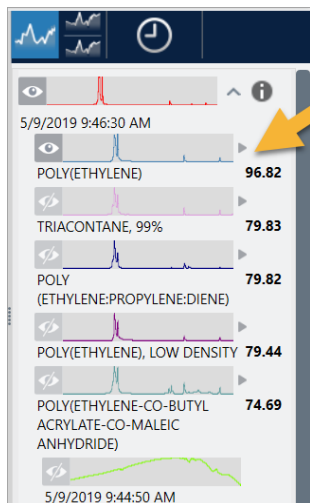 5/9/2019 9:46:30 AM
POLY(ETHYLENE) 96.82
TRIACONTANE, 99% 79.83
POLY 79.82
(ETHYLENE:PROPYLENE:DIENE)
POLY(ETHYLENE), LOW DENSITY 79.44
POLY(ETHYLENE-CO-BUTYL 74.69
ACRYLATE-CO-MALEIC
ANHYDRIDE)
5/9/2019 9:44:50 AM